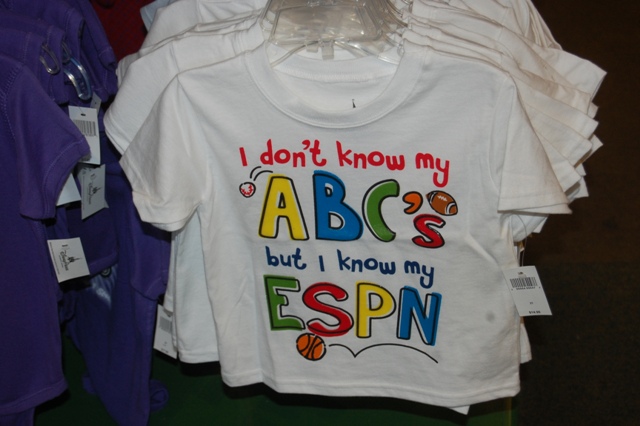 I don't know my
ABC's
but I know my
ESPN